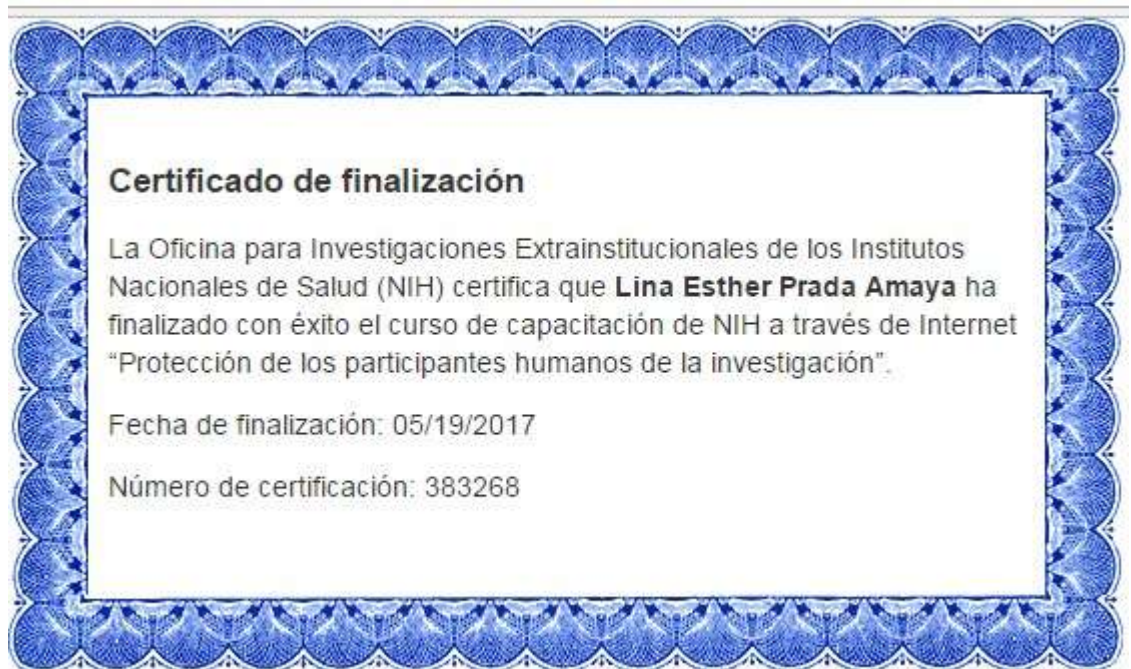 Certificado de finalización
La Oficina para Investigaciones Extrainstitucionales de los Institutos
Nacionales de Salud (NIH) certifica que Lina Esther Prada Amaya ha
finalizado con éxito el curso de capacitación de NIH a través de Internet
“Protección de los participantes humanos de la investigación”.
Fecha de finalización: 05/19/2017
Número de certificación: 383268